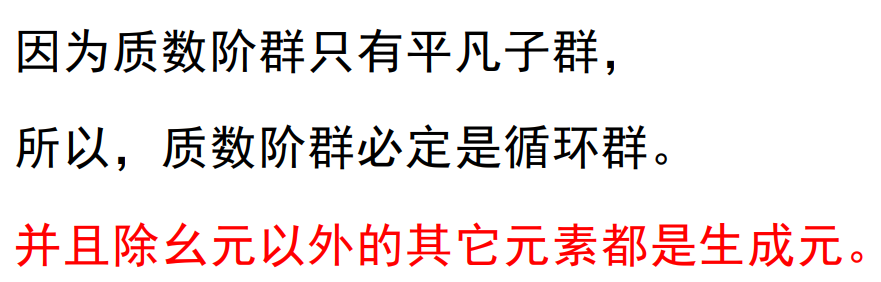 因为质数阶群只有平凡子群，
所以，质数阶群必定是循环群。
并且除幺元以外的其它元素都是生成元。